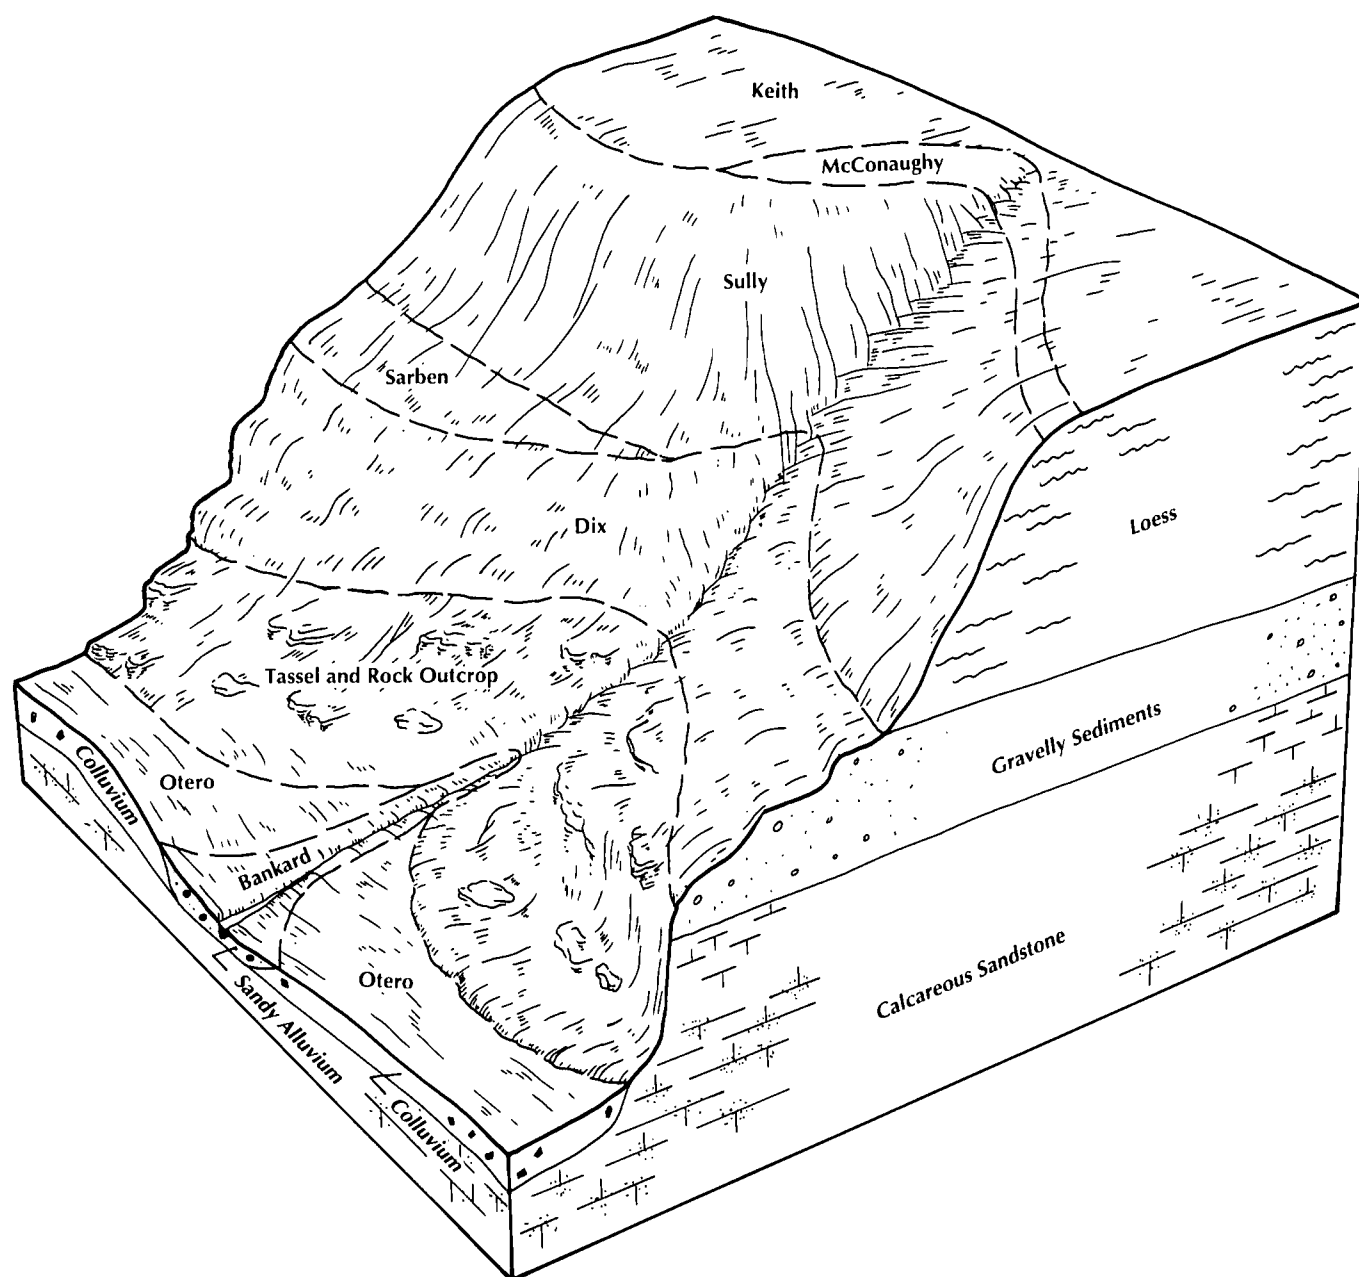 Keith
McConaughy
Sully
Sarben
Loess
Dix
Tassel and Rock Outcrop
Gravelly Sediments
Colluvium
Otero
Bankard
Calcareous Sandstone
Otero
Sandy Alluvium
Colluvium